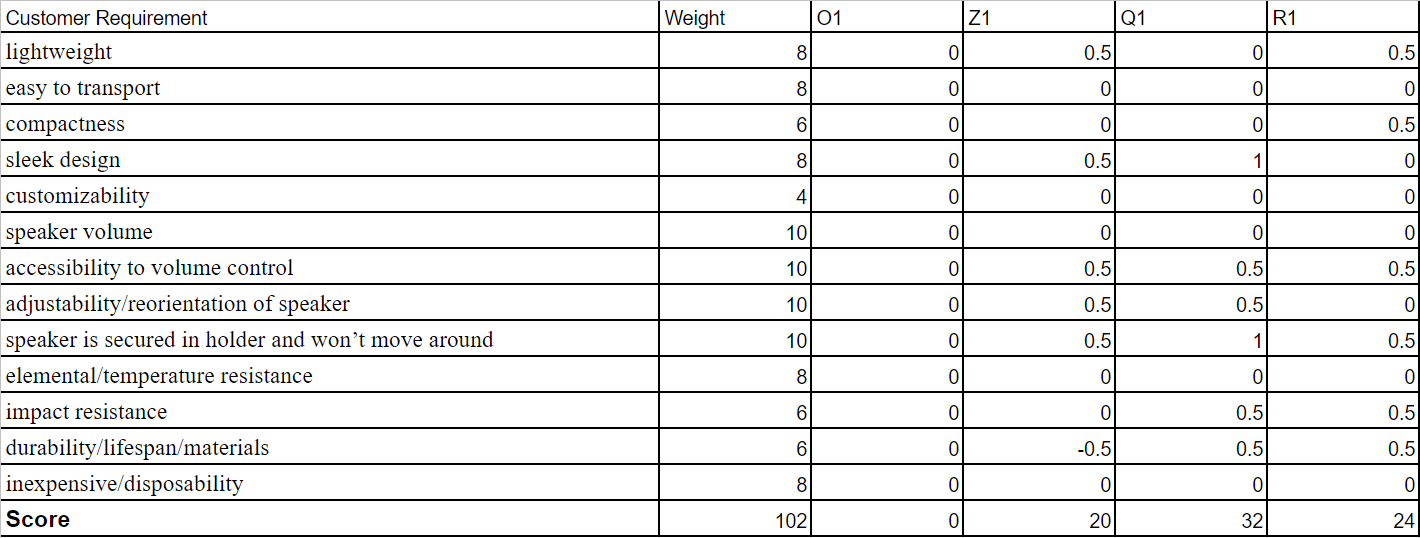 Customer Requirement Weight O1 Z1 Q1 R1
lightweight 8 0 0.5 0 0.5
easy to transport 8 0 0 0 0
compactness 6 0 0 0 0.5
sleek design 8 0 0.5 1 0
customizability 4 0 0 0 0
speaker volume 10 0 0 0 0
accessibility to volume control 10 0 0.5 0.5 0.5
adjustability/reorientation of speaker 10 0 0.5 0.5 0
speaker is secured in holder and won’t move around 10 0 0.5 1 0.5
elemental/temperature resistance 8 0 0 0 0
impact resistance 6 0 0 0.5 0.5
durability/lifespan/materials 6 0 -0.5 0.5 0.5
inexpensive/disposability 8 0 0 0 0
Score 102 0 20 32 24